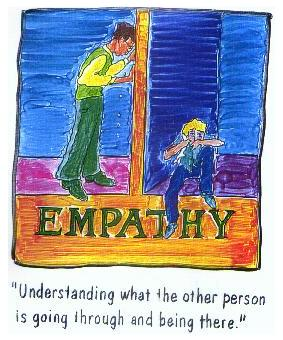 EMPATHY
"Understanding what the other person
is going through and being there."